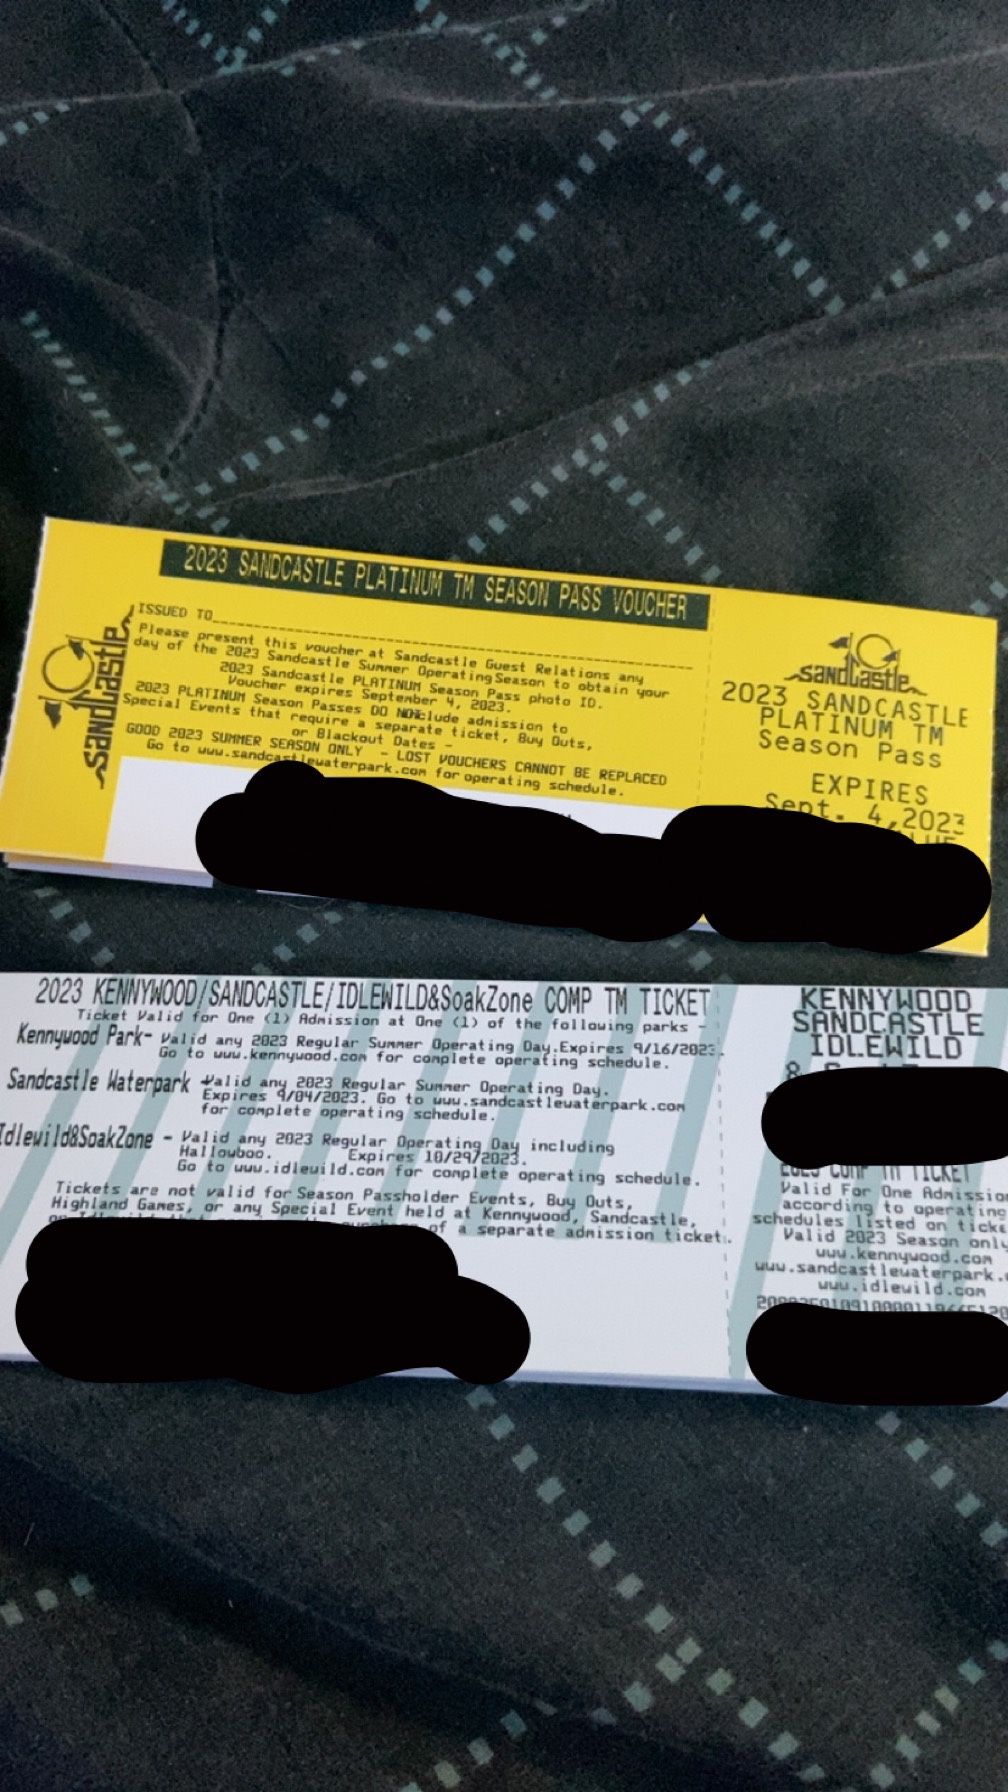 2023 SANDCASTLE PLATINUM TM SEASON PASS VOUCHER
ISSUED TO
Please present this voucher at Sandcastle Guest Relations any
day of the 2023 Sandcastle Summer Operating Season to obtain your
2023 Sandcastle PLATINUM Season Pass photo ID.
Voucher expires September 4, 2023.
2023 PLATINUM Season Passes DO NOT include admission to
Special Events that require a separate ticket, Buy Outs,
or Blackout Dates -
GOOD 2023 SUMMER SEASON ONLY - LOST VOUCHERS CANNOT BE REPLACED
Go to www.sandcastlewaterpark.com for operating schedule.
Sandcastle
Sandcastle
2023 SANDCASTLE
PLATINUM TM
Season Pass
EXPIRES
Sept. 4,2023
2023 KENNYWOOD/SANDCASTLE/IDLEWILD&SoakZone COMP TM TICKET
Ticket Valid for One (1) Admission at One (1) of the following parks -
Kennywood Park- Valid any 2023 Regular Summer Operating Day.Expires 9/16/2023.
Go to www.kennywood.com for complete operating schedule.
Sandcastle Waterpark -Valid any 2023 Regular Summer Operating Day.
Expires 9/04/2023. Go to www.sandcastlewaterpark.com
for complete operating schedule.
Idlewild&SoakZone - Valid any 2023 Regular Operating Day including
Hallowboo. Expires 10/29/2023.
Go to www.idlewild.com for complete operating schedule.
Tickets are not valid for Season Passholder Events, Buy Outs,
Highland Games, or any Special Event held at Kennywood, Sandcastle,
of a separate admission ticket.
KENNYWOOD
SANDCASTLE
IDLEWILD
&
2023 COMP TM TICKET
Valid For One Admissio
according to operating
schedules listed on ticke
Valid 2023 Season only
www.kennywood.com
www.sandcastlewaterpark.
www.idlewild.com